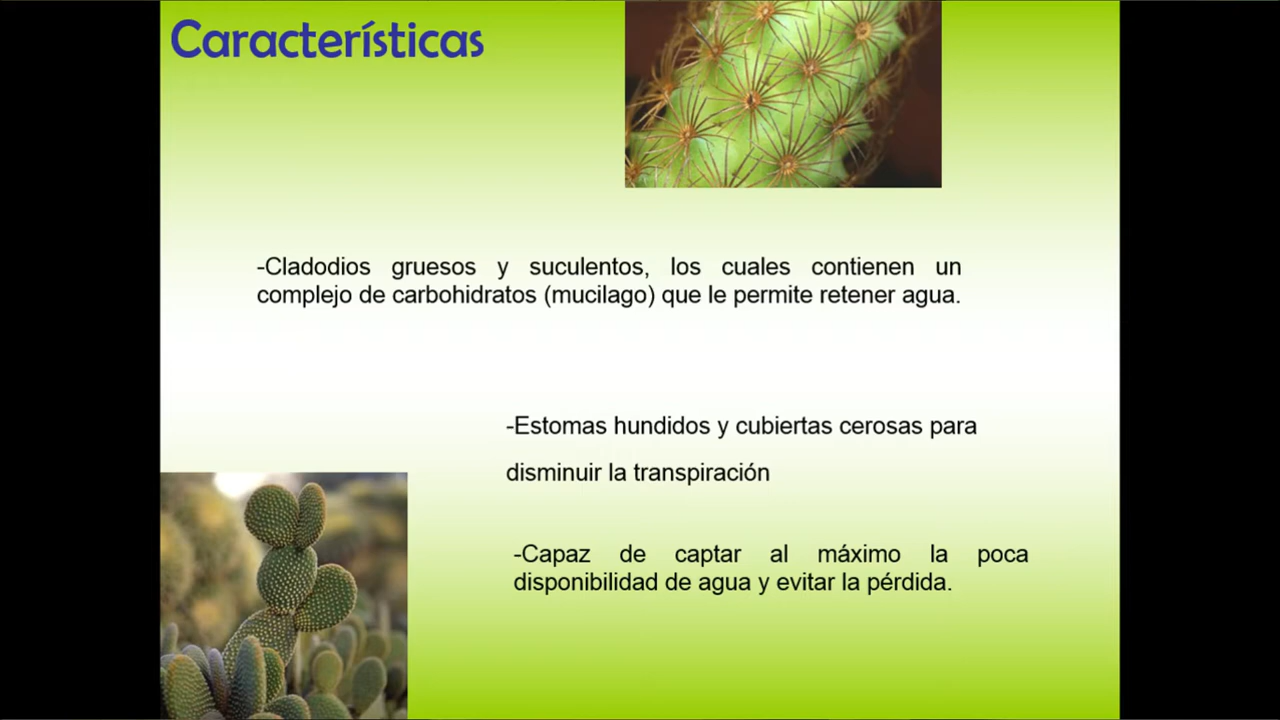 Características
-Cladodios gruesos y suculentos, los cuales contienen un
complejo de carbohidratos (mucilago) que le permite retener agua.
-Estomas hundidos y cubiertas cerosas para
disminuir la transpiración
-Capaz de captar al máximo la poca
disponibilidad de agua y evitar la pérdida.